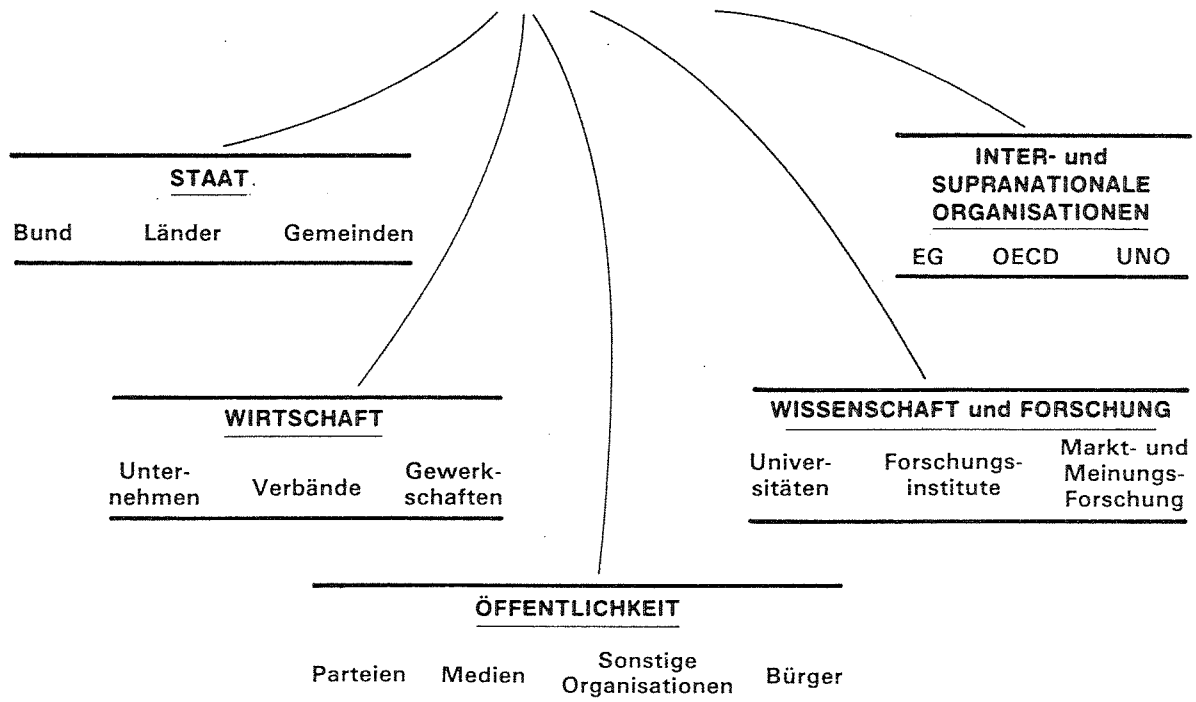 STAAT
Bund Länder Gemeinden
INTER- und
SUPRANATIONALE
ORGANISATIONEN
EG OECD UNO
WIRTSCHAFT
Unter-
nehmen
Verbände
Gewerk-
schaften
WISSENSCHAFT und FORSCHUNG
Univer-
sitäten
Forschungs-
institute
Markt- und
Meinungs-
Forschung
ÖFFENTLICHKEIT
Parteien
Medien
Sonstige
Organisationen
Bürger